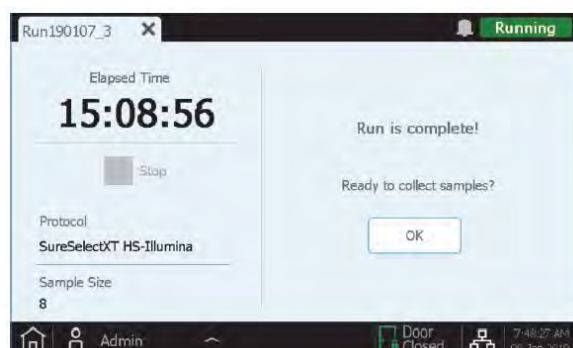 Run190107_3
Running
Elapsed Time
15:08:56
Stop
Protocol
SureSelectXT HS-Illumina
Sample Size
8
Run is complete!
Ready to collect samples?
OK
Admin
Door
Closed
7:48:27 AM